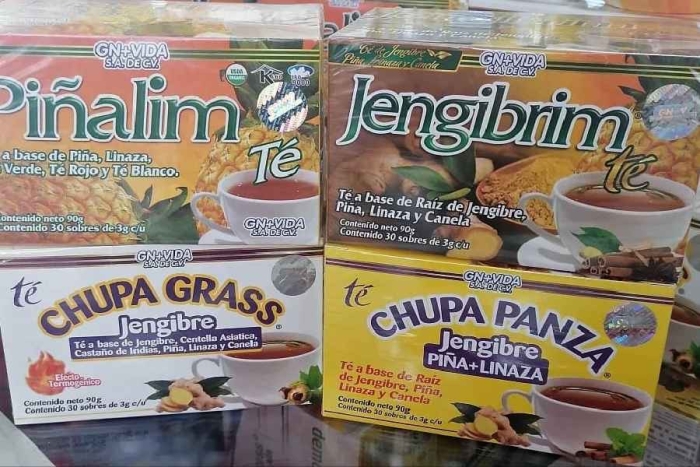 GN+VIDA
S.A. DE C.V.
USDA
ORGANIC
Piñalim
Té
a base de Piña, Linaza,
Verde, Té Rojo y Té Blanco.
Contenido neto 90g
Contenido 30 sobres de 3g c/u
GN+VIDA
S.A. DE C.V.
Té de Jengibre
Piña, Linaza y Canela
GN+VIDA
S.A. DE C.V.
Jengibrim
té
Té a base de Raíz de Jengibre,
Piña, Linaza y Canela
Contenido neto 90g
Contenido 30 sobres de 3g c/u
GN+VIDA
S.A. DE C.V.
té
CHUPA GRASS®
Jengibre
Té a base de Jengibre, Centella Asiatica,
Castaño de Indias, Piña, Linaza y Canela
Efecto
Termogenico
Contenido neto 90g
Contenido 30 sobres de 3g c/u
GN+VIDA
S.A. DE C.V.
té
CHUPA PANZA®
Jengibre
PIÑA+LINAZA
Té a base de Raíz
de Jengibre, Piña,
Linaza y Canela
Contenido neto 90g
Contenido 30 sobres de 3g c/u